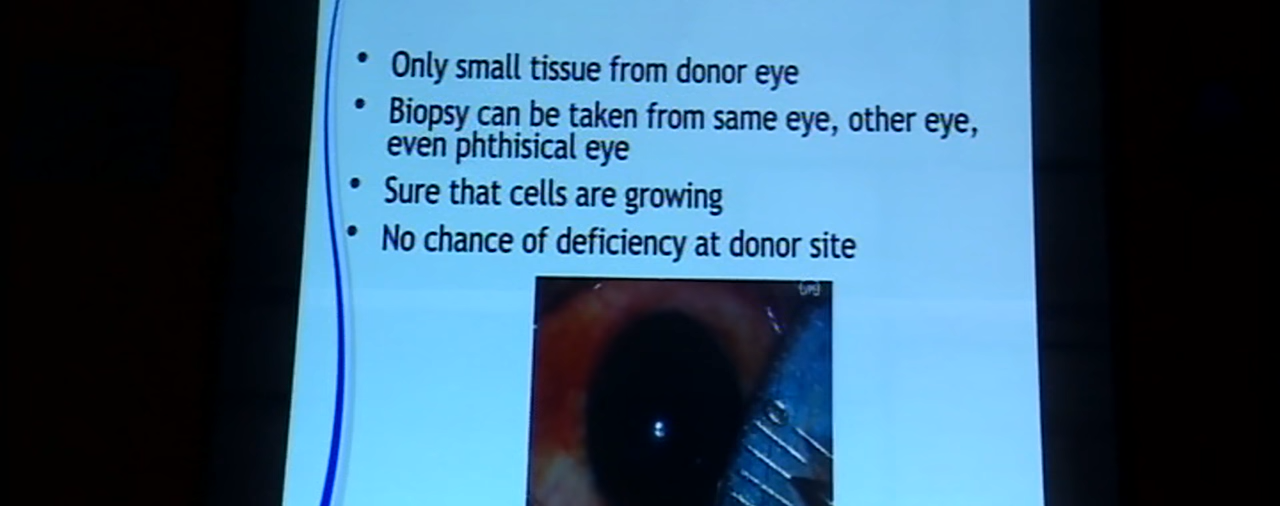 • Only small tissue from donor eye
• Biopsy can be taken from same eye, other eye,
even phthisical eye
• Sure that cells are growing
• No chance of deficiency at donor site